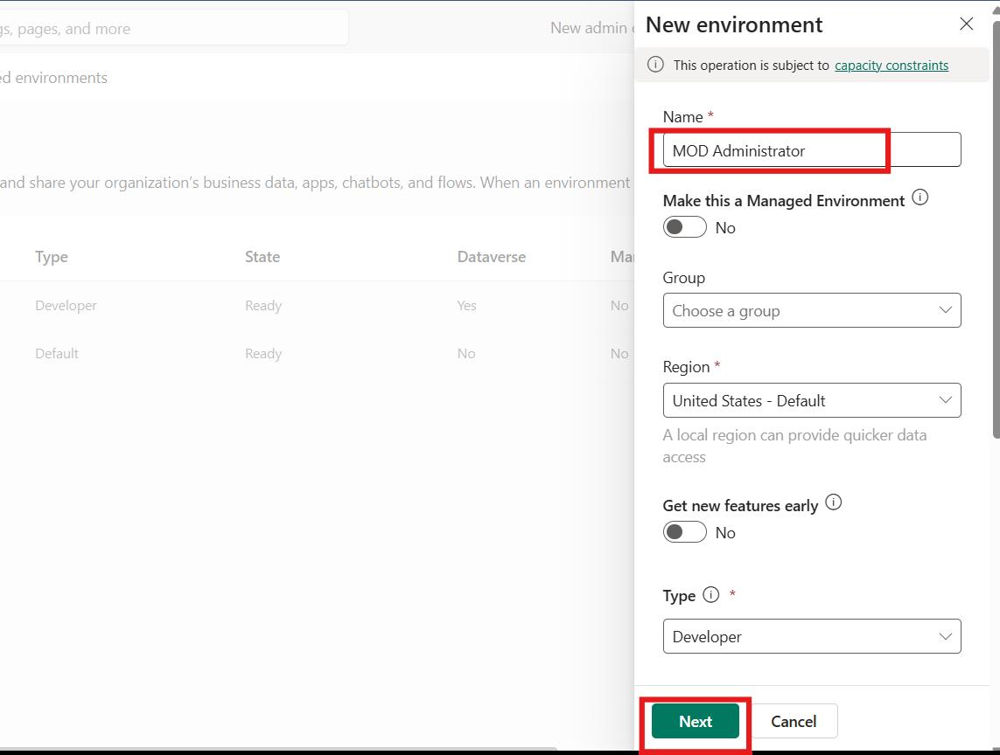 gs, pages, and more
New admin
ed environments
and share your organization's business data, apps, chatbots, and flows. When an environment
Type State Dataverse Ma
Developer Ready Yes No
Default Ready No No
New environment
This operation is subject to capacity constraints
Name *
MOD Administrator
Make this a Managed Environment
No
Group
Choose a group
Region *
United States - Default
A local region can provide quicker data
access
Get new features early
No
Type *
Developer
Next Cancel